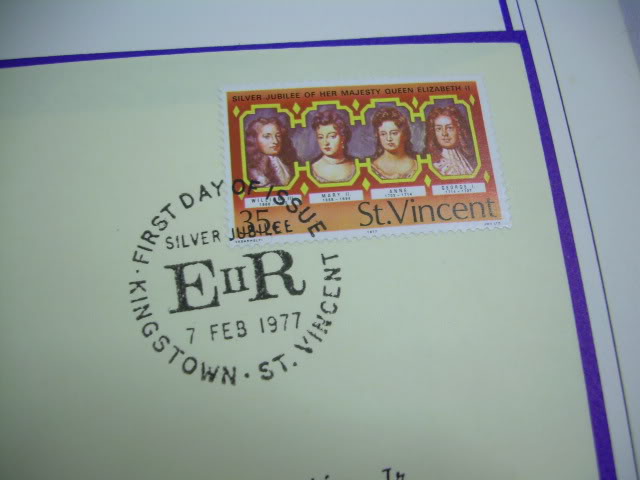 SILVER JUBILEE OF HER MAJESTY QUEEN ELIZABETH II
MARY II
ANNE
GEORGE I
35c
St.Vincent
1977
FIRST DAY OF ISSUE
SILVER JUBILEE
EIIR
7 FEB 1977
KINGSTOWN · ST. VINCENT